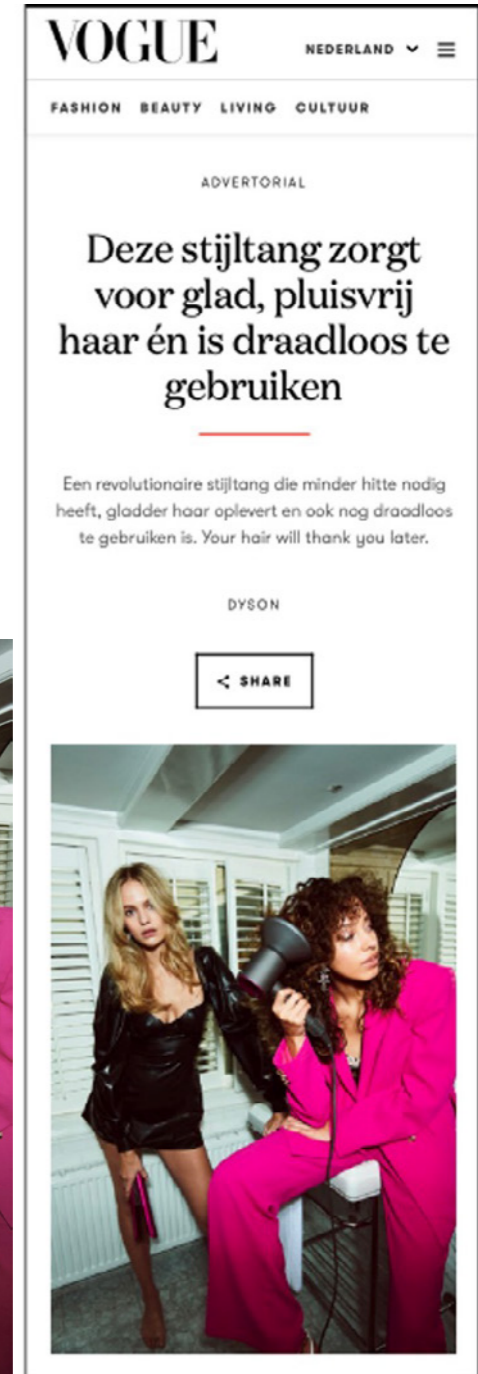 VOGUE
NEDERLAND
FASHION BEAUTY LIVING CULTUUR
ADVERTORIAL
Deze stijltang zorgt
voor glad, pluisvrij
haar én is draadloos te
gebruiken
Een revolutionaire stijltang die minder hitte nodig
heeft, gladder haar oplevert en ook nog draadloos
te gebruiken is. Your hair will thank you later.
DYSON
SHARE